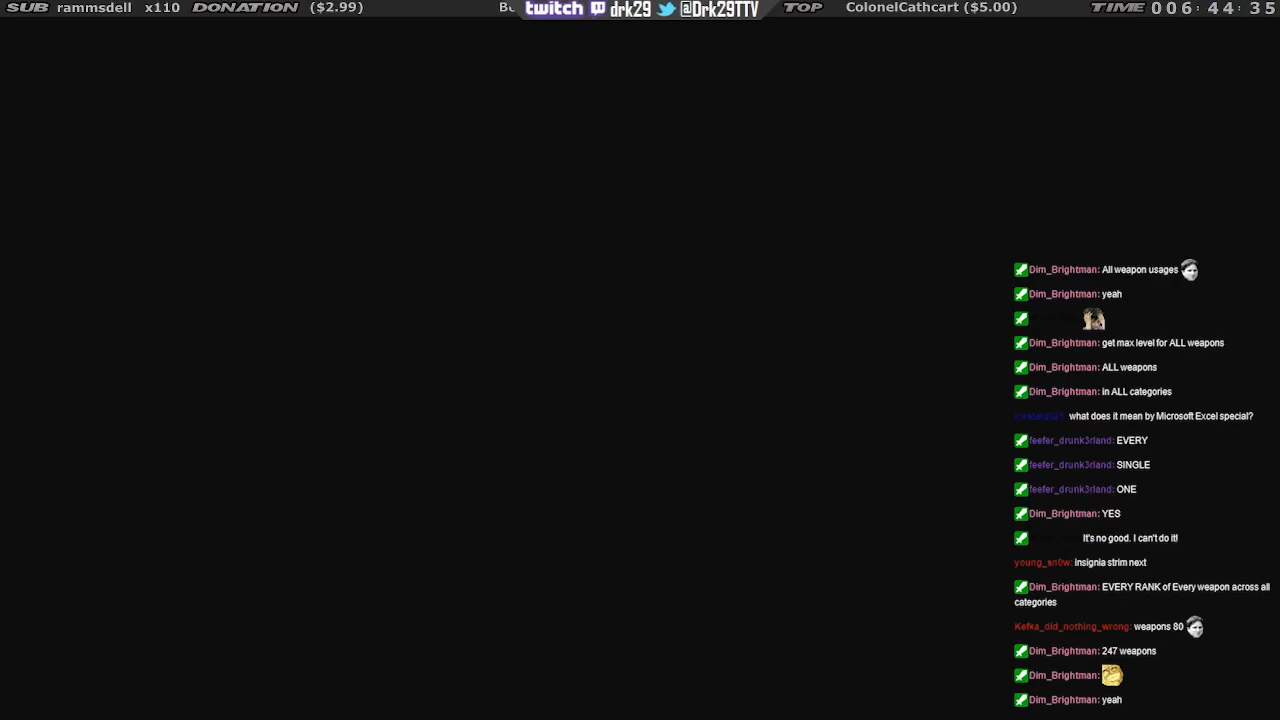 SUB rammsdell x110 DONATION ($2.99) twitch drk29 @Drk29TTV TOP ColonelCathcart ($5.00) TIME 006:44:35
Dim_Brightman: All weapon usages
Dim_Brightman: yeah
Dim_Brightman: get max level for ALL weapons
Dim_Brightman: ALL weapons
Dim_Brightman: in ALL categories
what does it mean by Microsoft Excel special?
feefer_drunk3rland: EVERY
feefer_drunk3rland: SINGLE
feefer_drunk3rland: ONE
Dim_Brightman: YES
It's no good. I can't do it!
young_sn0w: insignia strim next
Dim_Brightman: EVERY RANK of Every weapon across all
categories
Kefka_did_nothing_wrong: weapons 80
Dim_Brightman: 247 weapons
Dim_Brightman:
Dim_Brightman: yeah